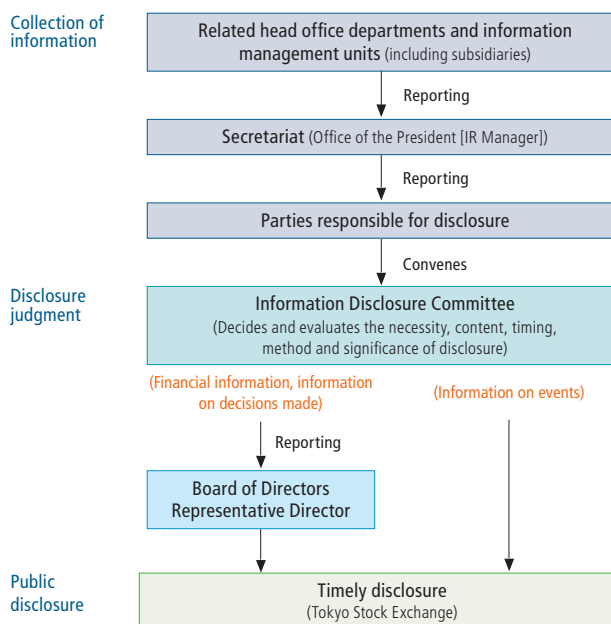 Collection of
information
Related head office departments and information
management units (including subsidiaries)
Reporting
Secretariat (Office of the President [IR Manager])
Reporting
Parties responsible for disclosure
Convenes
Disclosure
judgment
Information Disclosure Committee
(Decides and evaluates the necessity, content, timing,
method and significance of disclosure)
(Financial information, information
on decisions made)
(Information on events)
Reporting
Board of Directors
Representative Director
Public
disclosure
Timely disclosure
(Tokyo Stock Exchange)